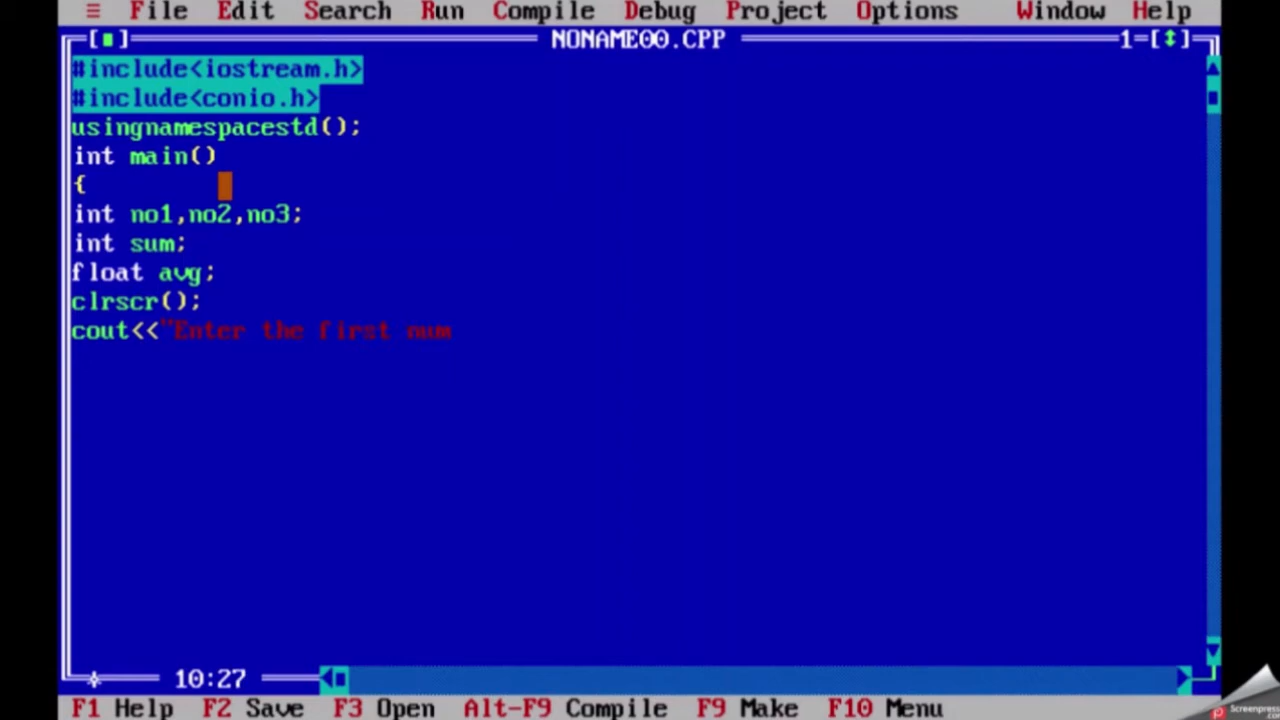 ≡ File Edit Search Run Compile Debug Project Options Window Help
[■] NONAME00.CPP 1=[↕]
#include<iostream.h>
#include<conio.h>
usingnamespacestd();
int main()
{
int no1,no2,no3;
int sum;
float avg;
clrscr();
cout<<"Enter the first num
10:27
F1 Help F2 Save F3 Open Alt-F9 Compile F9 Make F10 Menu
Screenpress